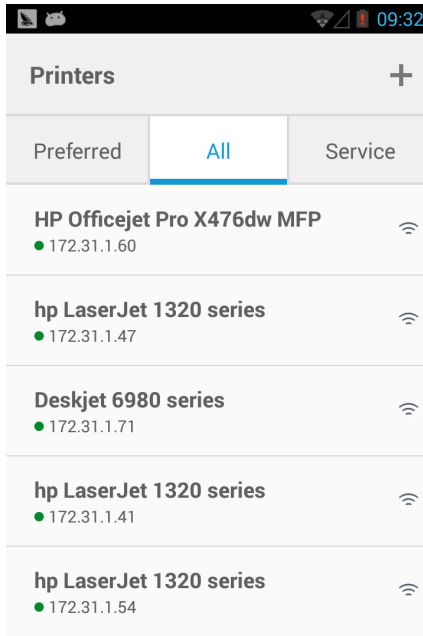 09:32
Printers
Preferred All Service
HP Officejet Pro X476dw MFP
172.31.1.60
hp LaserJet 1320 series
172.31.1.47
Deskjet 6980 series
172.31.1.71
hp LaserJet 1320 series
172.31.1.41
hp LaserJet 1320 series
172.31.1.54